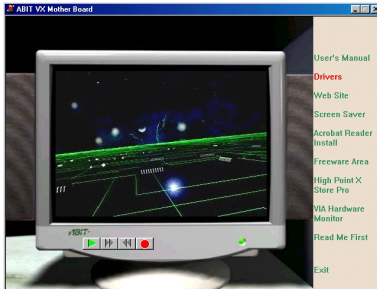 ABIT VX Mother Board
User's Manual
Drivers
Web Site
Screen Saver
Acrobat Reader
Install
Freeware Area
High Point X
Store Pro
VIA Hardware
Monitor
Read Me First
Exit
ABIT